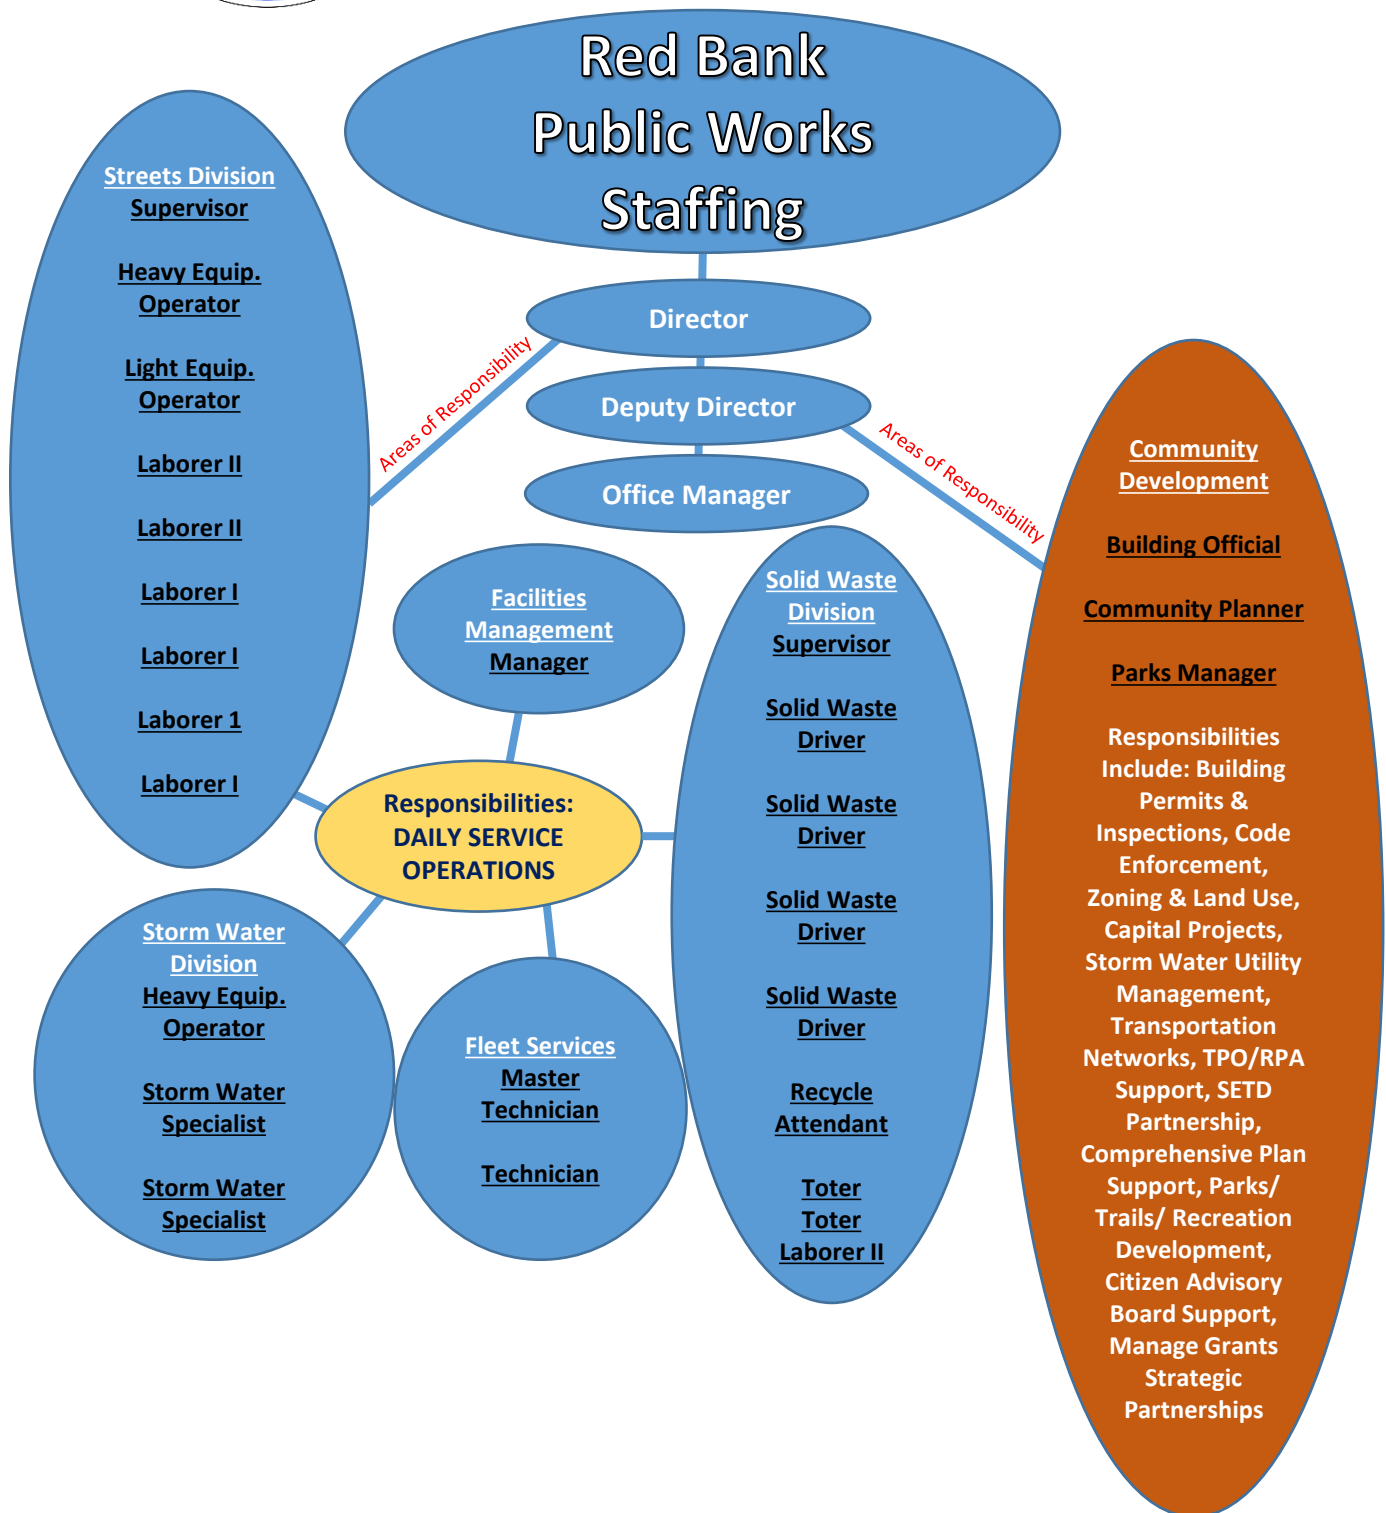 Red Bank
Public Works
Staffing
Streets Division
Supervisor
Heavy Equip.
Operator
Light Equip.
Operator
Laborer II
Laborer II
Laborer I
Laborer I
Laborer 1
Laborer I
Director
Deputy Director
Office Manager
Areas of Responsibility
Areas of Responsibility
Facilities
Management
Manager
Responsibilities:
DAILY SERVICE
OPERATIONS
Storm Water
Division
Heavy Equip.
Operator
Storm Water
Specialist
Storm Water
Specialist
Fleet Services
Master
Technician
Technician
Solid Waste
Division
Supervisor
Solid Waste
Driver
Solid Waste
Driver
Solid Waste
Driver
Solid Waste
Driver
Recycle
Attendant
Toter
Toter
Laborer II
Community
Development
Building Official
Community Planner
Parks Manager
Responsibilities
Include: Building
Permits &
Inspections, Code
Enforcement,
Zoning & Land Use,
Capital Projects,
Storm Water Utility
Management,
Transportation
Networks, TPO/RPA
Support, SETD
Partnership,
Comprehensive Plan
Support, Parks/
Trails/ Recreation
Development,
Citizen Advisory
Board Support,
Manage Grants
Strategic
Partnerships